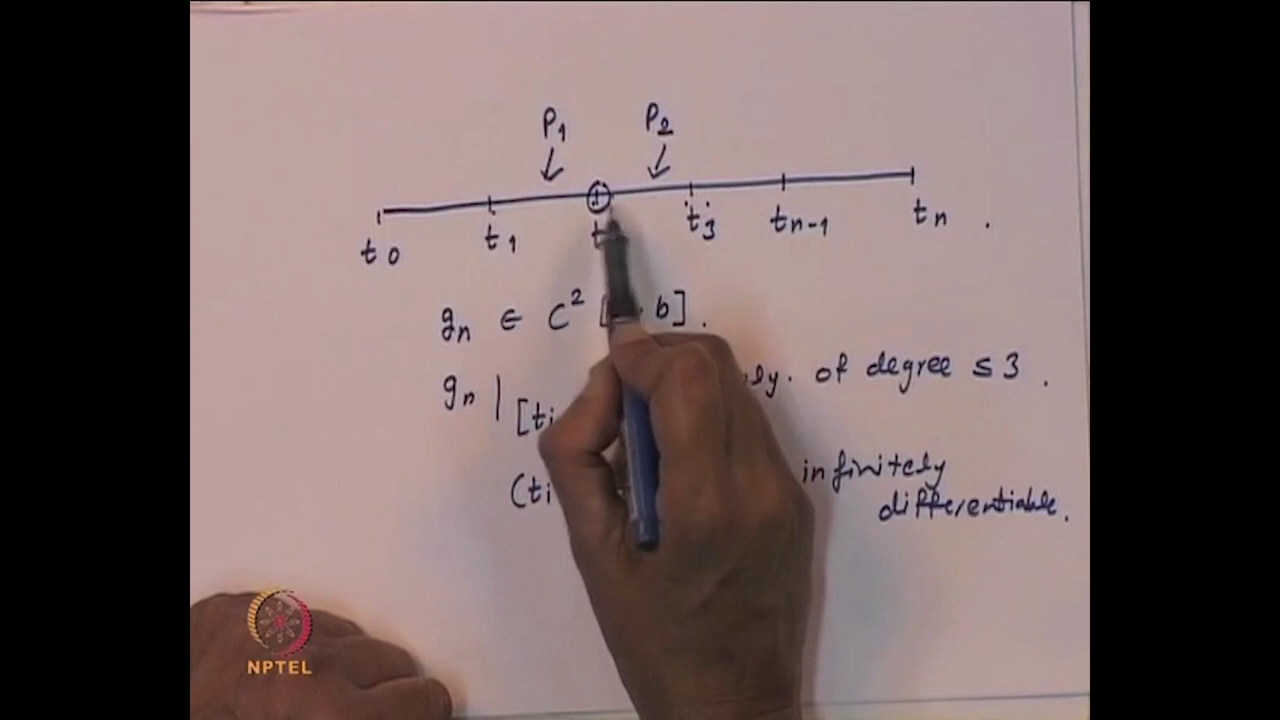 P1 P2
t0 t1 t t3 tn-1 tn .
gn ∈ C² [ b] .
gn | [ti of degree ≤ 3 .
(ti infinitely
differentiable.
NPTEL